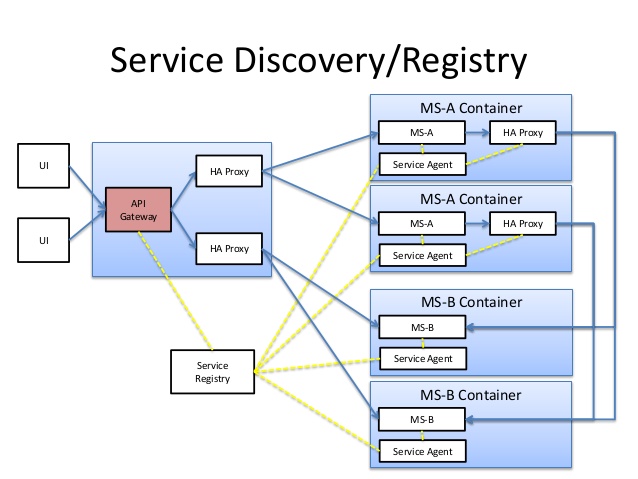 Service Discovery/Registry
UI
UI
API
Gateway
HA Proxy
HA Proxy
Service
Registry
MS-A Container
MS-A
HA Proxy
Service Agent
MS-A Container
MS-A
HA Proxy
Service Agent
MS-B Container
MS-B
Service Agent
MS-B Container
MS-B
Service Agent